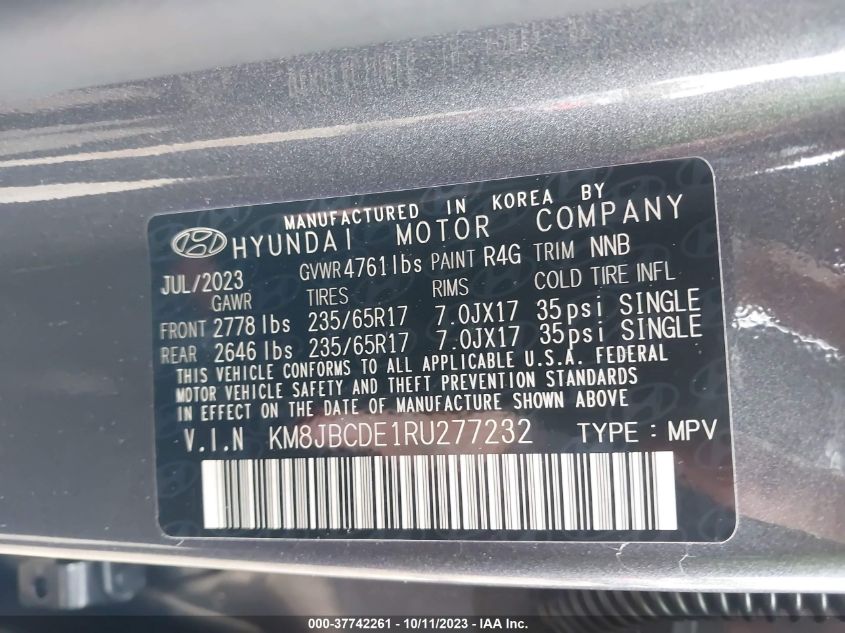 MANUFACTURED IN KOREA BY
HYUNDAI MOTOR COMPANY
JUL/2023 GVWR 4761 lbs PAINT R4G TRIM NNB
GAWR TIRES RIMS COLD TIRE INFL
FRONT 2778 lbs 235/65R17 7.0JX17 35psi SINGLE
REAR 2646 lbs 235/65R17 7.0JX17 35psi SINGLE
THIS VEHICLE CONFORMS TO ALL APPLICABLE U.S.A. FEDERAL
MOTOR VEHICLE SAFETY AND THEFT PREVENTION STANDARDS
IN EFFECT ON THE DATE OF MANUFACTURE SHOWN ABOVE
V.I.N KM8JBCDE1RU277232 TYPE : MPV
000-37742261 - 10/11/2023 - © IAA Inc.